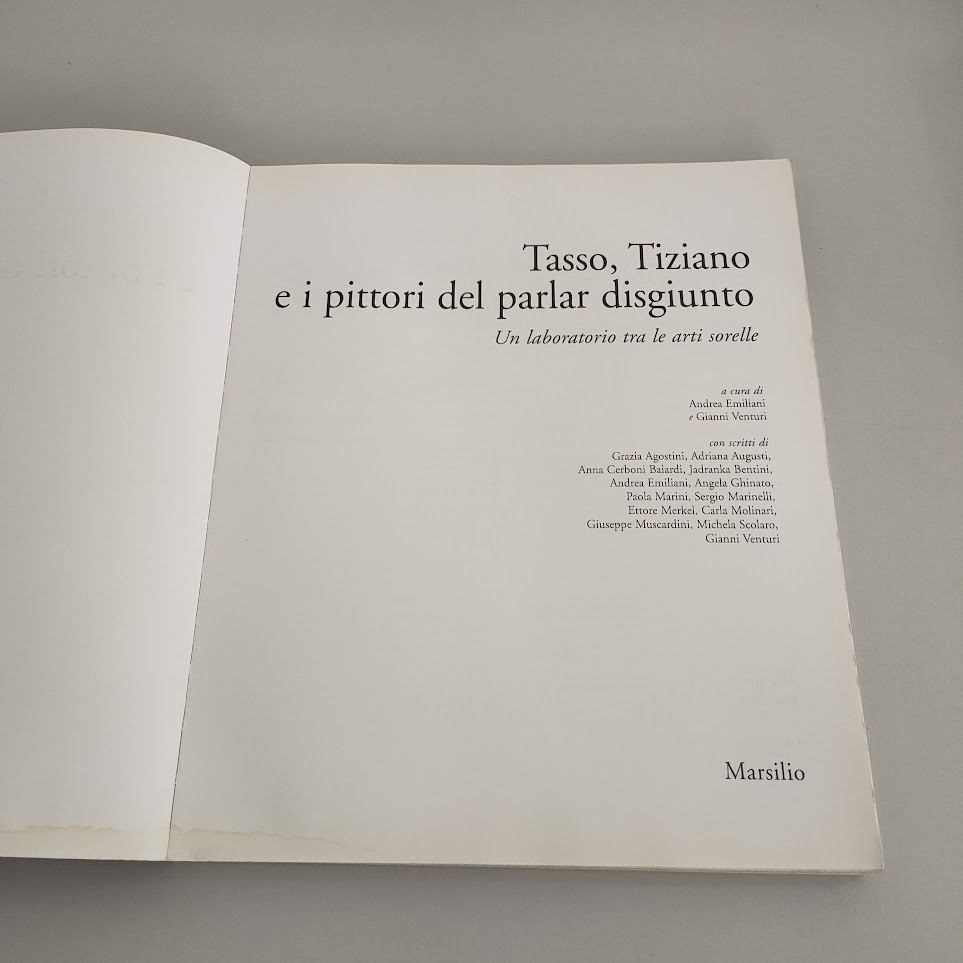 Tasso, Tiziano
e i pittori del parlar disgiunto
Un laboratorio tra le arti sorelle
a cura di
Andrea Emiliani
e Gianni Venturi
con scritti di
Grazia Agostini, Adriana Augusti,
Anna Cerboni Baiardi, Jadranka Bentini,
Andrea Emiliani, Angela Ghinato,
Paola Marini, Sergio Marinelli,
Ettore Merkel, Carla Molinari,
Giuseppe Muscardini, Michela Scolaro,
Gianni Venturi
Marsilio